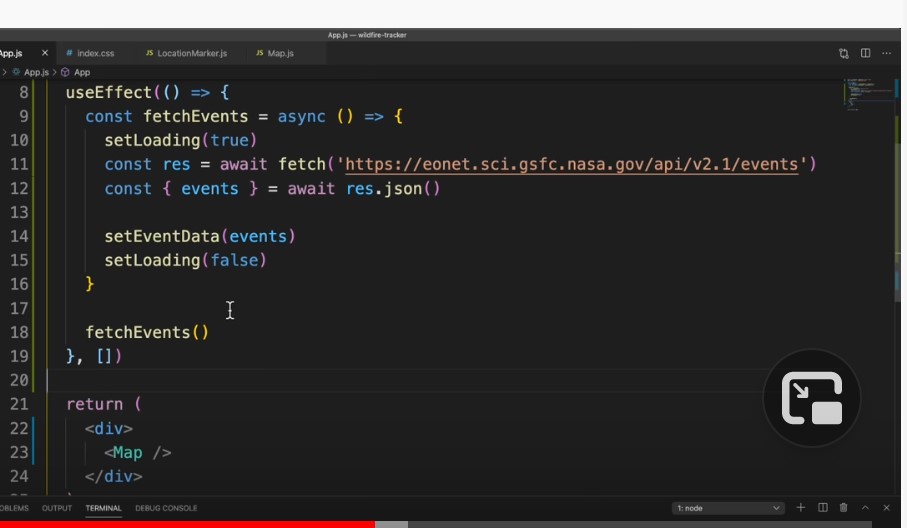 App.js — wildfire-tracker
App.js × # index.css JS LocationMarker.js JS Map.js
> App.js > App
8 useEffect(() => {
9 const fetchEvents = async () => {
10 setLoading(true)
11 const res = await fetch('https://eonet.sci.gsfc.nasa.gov/api/v2.1/events')
12 const { events } = await res.json()
13
14 setEventData(events)
15 setLoading(false)
16 }
17
18 fetchEvents()
19 }, [])
20
21 return (
22 <div>
23 <Map />
24 </div>
OBLEMS OUTPUT TERMINAL DEBUG CONSOLE 1: node